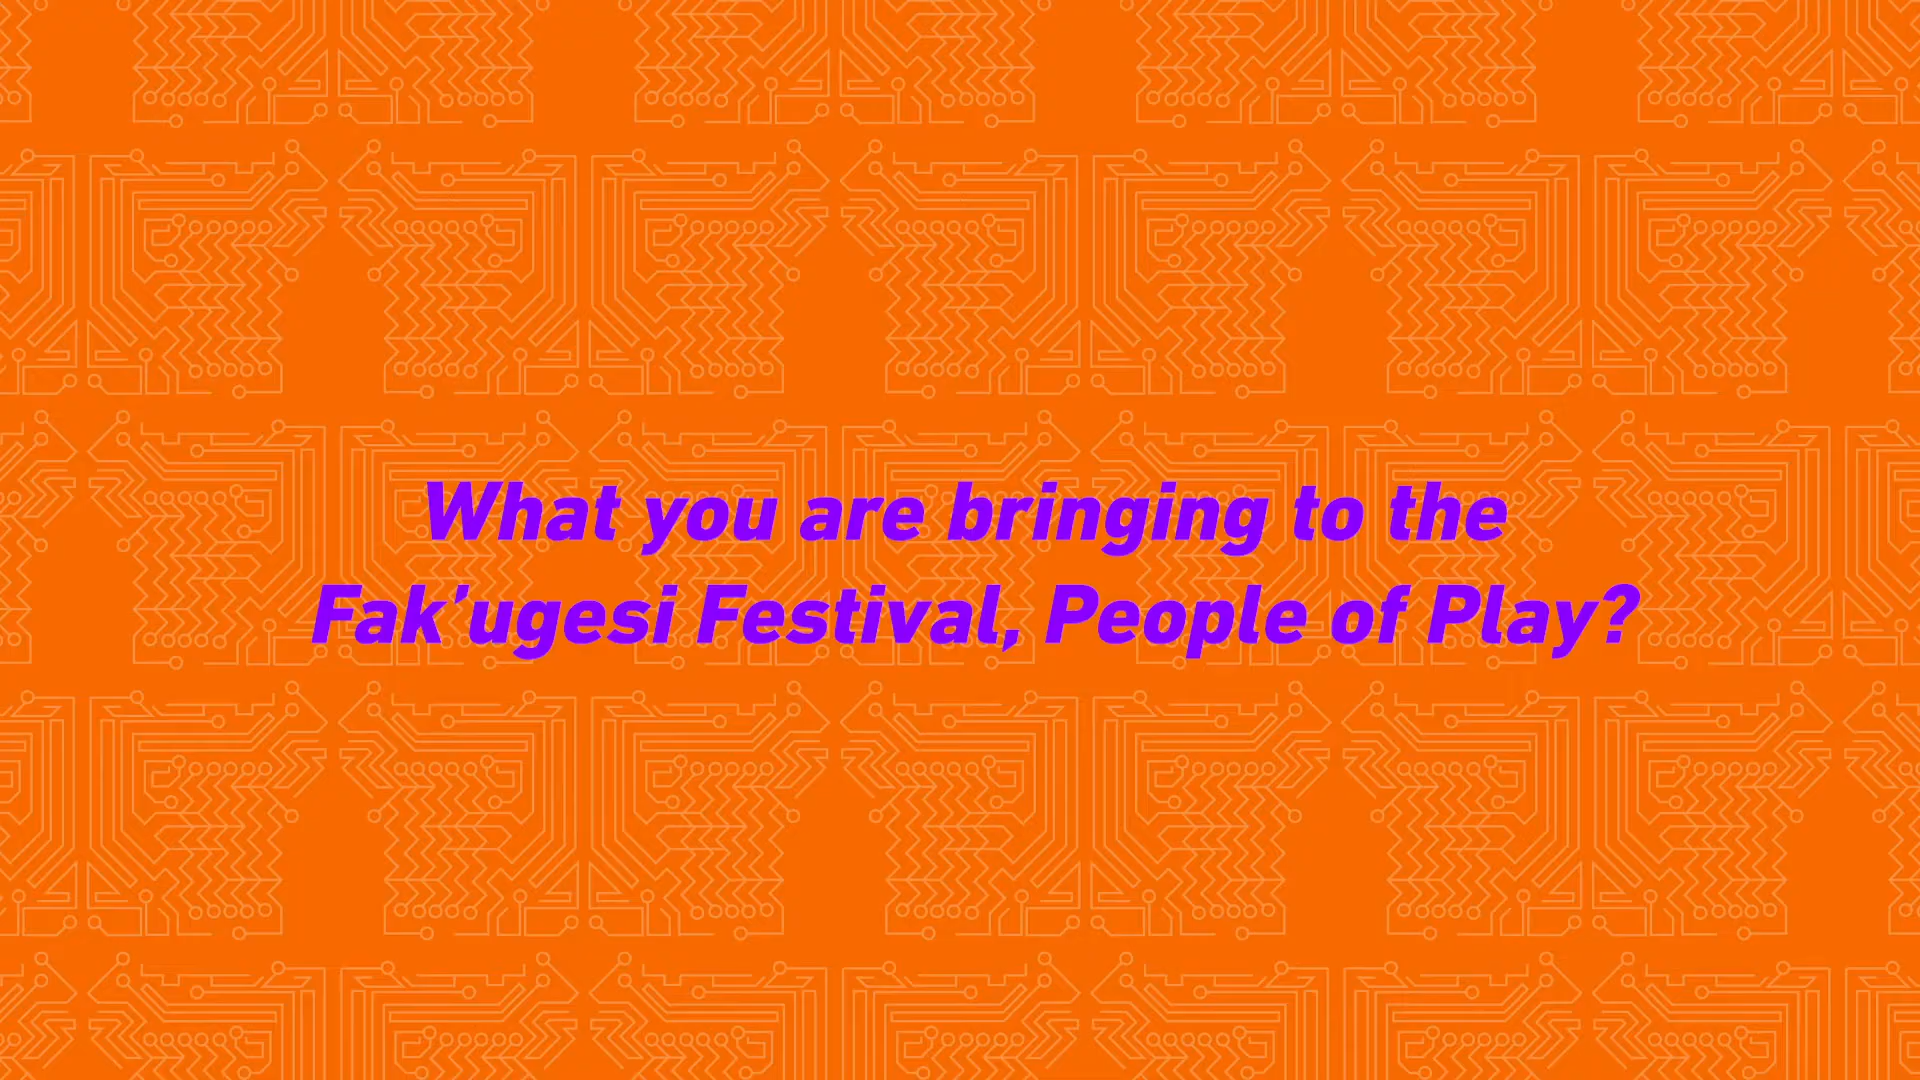 What you are bringing to the
Fak’ugesi Festival, People of Play?